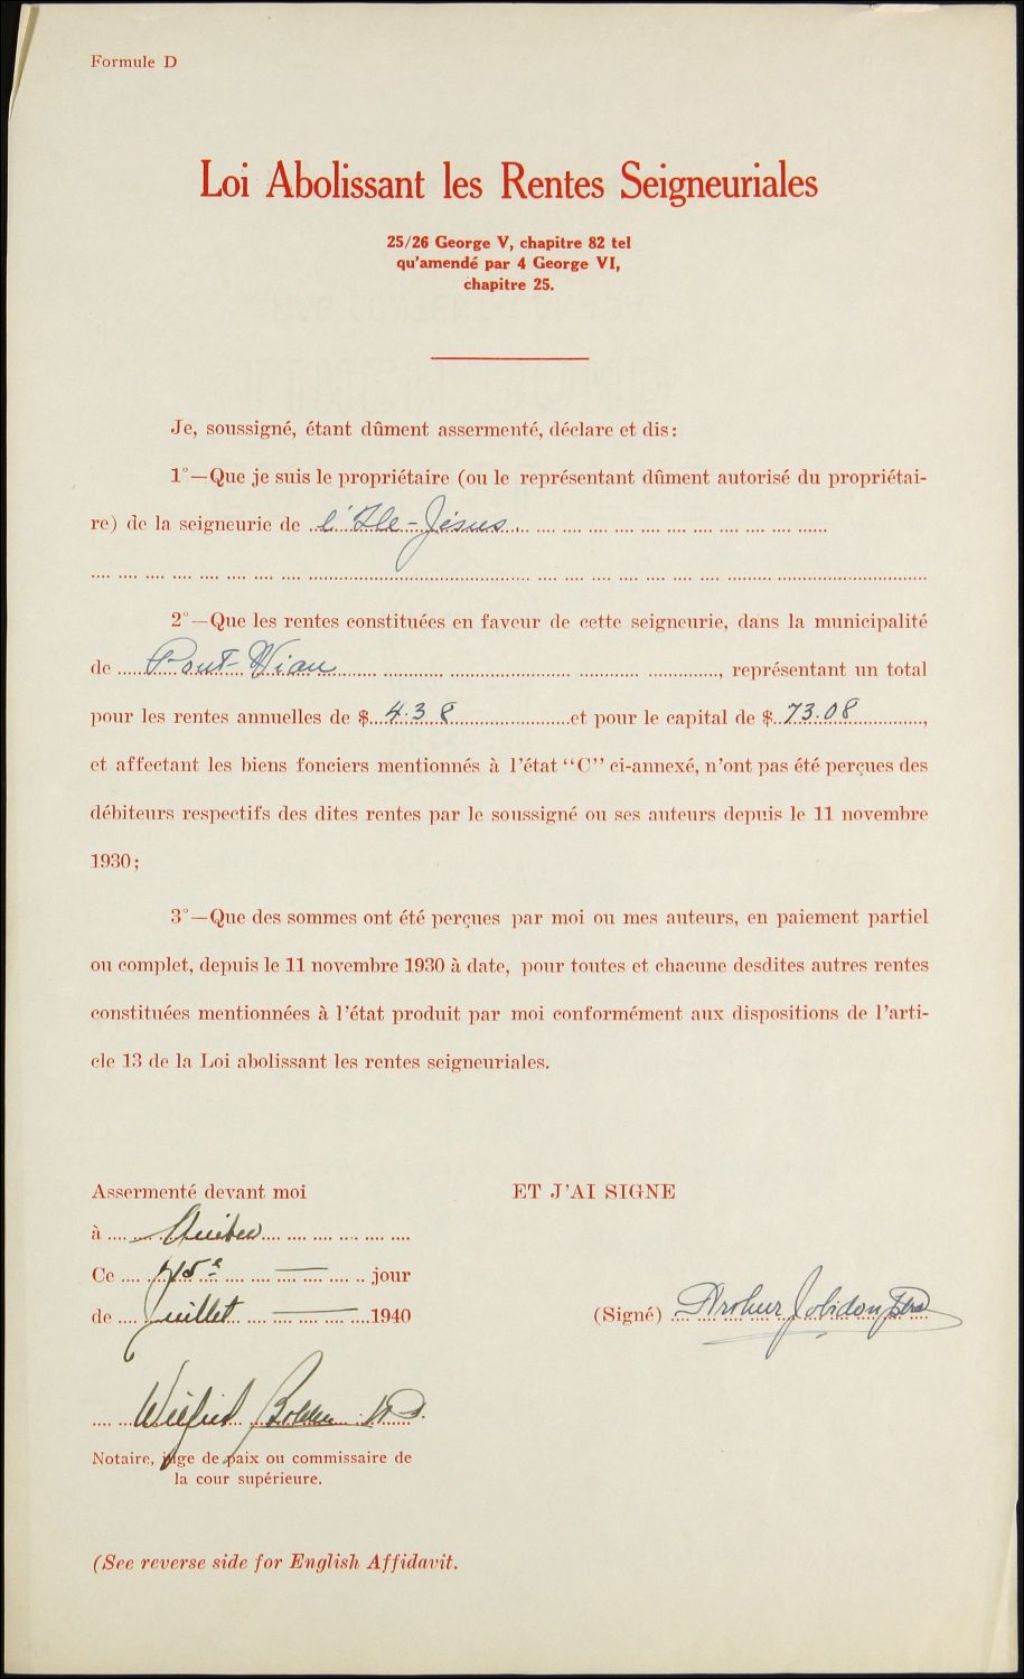 Formule D
Loi Abolissant les Rentes Seigneuriales
25/26 George V, chapitre 82 tel
qu'amendé par 4 George VI,
chapitre 25.
Je, soussigné, étant dûment assermenté, déclare et dis:
1°—Que je suis le propriétaire (ou le représentant dûment autorisé du propriétai-
re) de la seigneurie de l'Ile-Jésus
2°—Que les rentes constituées en faveur de cette seigneurie, dans la municipalité
de Pont-Viau, représentant un total
pour les rentes annuelles de $ 4.38 et pour le capital de $ 73.08,
et affectant les biens fonciers mentionnés à l'état "C" ci-annexé, n'ont pas été perçues des
débiteurs respectifs des dites rentes par le soussigné ou ses auteurs depuis le 11 novembre
1930;
3°—Que des sommes ont été perçues par moi ou mes auteurs, en paiement partiel
ou complet, depuis le 11 novembre 1930 à date, pour toutes et chacune desdites autres rentes
constituées mentionnées à l'état produit par moi conformément aux dispositions de l'arti-
cle 13 de la Loi abolissant les rentes seigneuriales.
Assermenté devant moi
ET J'AI SIGNE
à Québec
Ce 15e jour
de juillet 1940
(Signé) Arthur Jobidon
Wilfrid
Notaire, juge de paix ou commissaire de
la cour supérieure.
(See reverse side for English Affidavit.